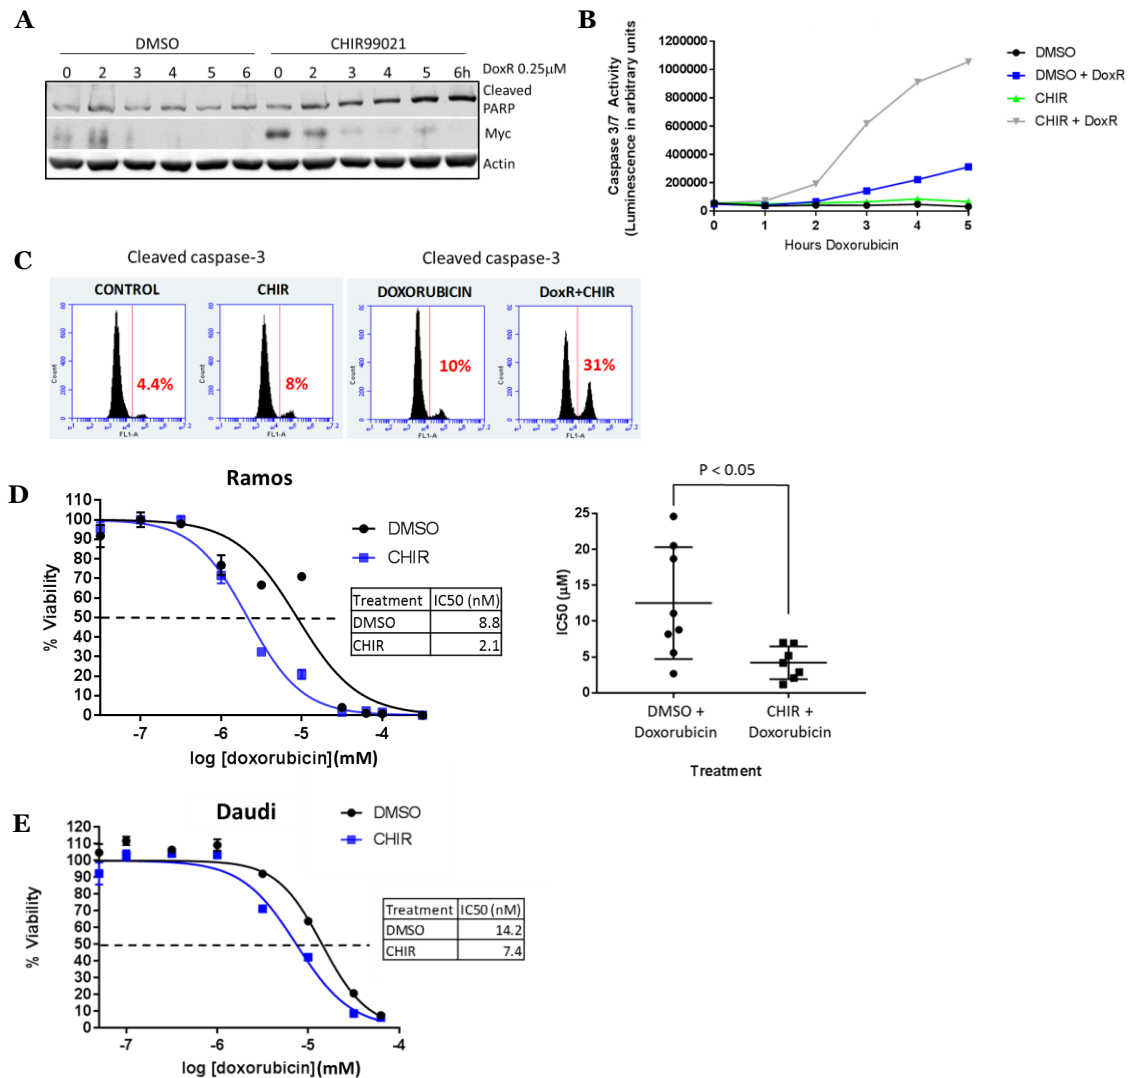 A
DMSO CHIR99021
0 2 3 4 5 6 0 2 3 4 5 6h DoxR 0.25µM
Cleaved
PARP
Myc
Actin
B
1200000
1000000
800000
600000
400000
200000
0
Caspase 3/7 Activity
(Luminescence in arbitrary units
0 1 2 3 4 5
Hours Doxorubicin
DMSO
DMSO + DoxR
CHIR
CHIR + DoxR
C
Cleaved caspase-3 Cleaved caspase-3
CONTROL CHIR DOXORUBICIN DoxR+CHIR
4.4% 8% 10% 31%
Count Count Count Count
FL1-A FL1-A FL1-A FL1-A
D
Ramos
110
100
90
80
70
60
50
40
30
20
10
0
% Viability
-7 -6 -5 -4
log [doxorubicin](mM)
DMSO
CHIR
Treatment IC50 (nM)
DMSO 8.8
CHIR 2.1
P < 0.05
25
20
15
10
5
0
IC50 (µM)
DMSO + CHIR +
Doxorubicin Doxorubicin
Treatment
E
Daudi
120
110
100
90
80
70
60
50
40
30
20
10
0
% Viability
-7 -6 -5 -4
log [doxorubicin](mM)
DMSO
CHIR
Treatment IC50 (nM)
DMSO 14.2
CHIR 7.4